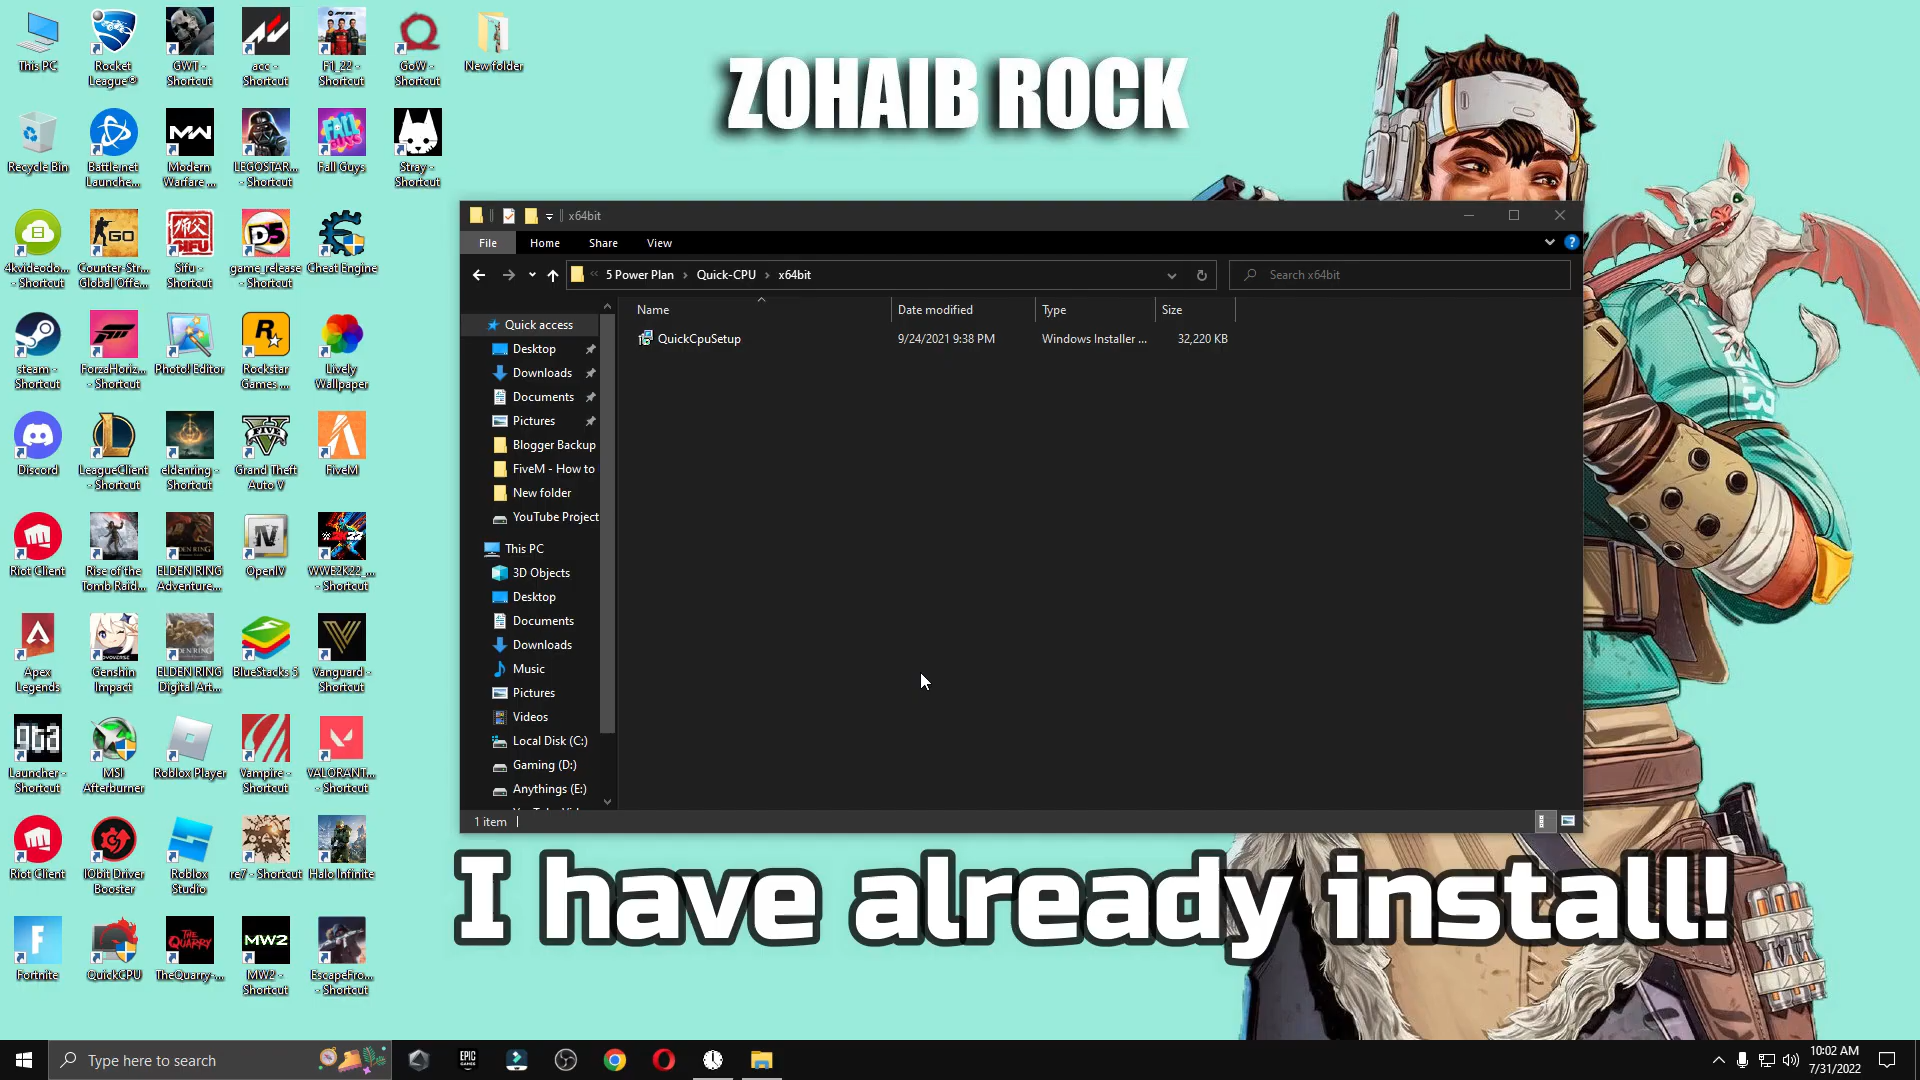 This PC
Rocket
League®
GWT -
Shortcut
acc -
Shortcut
F1_22 -
Shortcut
GoW -
Shortcut
New folder
ZOHAIB ROCK
Recycle Bin
Battle.net
Launche...
Modern
Warfare ...
LEGOSTAR...
- Shortcut
Fall Guys
Stray -
Shortcut
4kvideodo...
- Shortcut
Counter-Str...
Global Offe...
Sifu -
Shortcut
game_release
- Shortcut
Cheat Engine
steam -
Shortcut
ForzaHoriz...
- Shortcut
Photo! Editor
Rockstar
Games ...
Lively
Wallpaper
Discord
LeagueClient
- Shortcut
eldenring -
Shortcut
Grand Theft
Auto V
FiveM
Riot Client
Rise of the
Tomb Raid...
ELDEN RING
Adventure...
OpenIV
WWE2K22_...
- Shortcut
Apex
Legends
Genshin
Impact
ELDEN RING
Digital Art...
BlueStacks 5
Vanguard -
Shortcut
Launcher -
Shortcut
MSI
Afterburner
Roblox Player
Vampire -
Shortcut
VALORANT...
- Shortcut
Riot Client
IObit Driver
Booster
Roblox
Studio
re7 - Shortcut
Halo Infinite
Fortnite
QuickCPU
TheQuarry-...
MW2 -
Shortcut
EscapeFro...
- Shortcut
x64bit
File Home Share View
5 Power Plan › Quick-CPU › x64bit
Search x64bit
Name Date modified Type Size
QuickCpuSetup 9/24/2021 9:38 PM Windows Installer ... 32,220 KB
Quick access
Desktop
Downloads
Documents
Pictures
Blogger Backup
FiveM - How to
New folder
YouTube Project
This PC
3D Objects
Desktop
Documents
Downloads
Music
Pictures
Videos
Local Disk (C:)
Gaming (D:)
Anythings (E:)
1 item
I have already install!
Type here to search
10:02 AM
7/31/2022